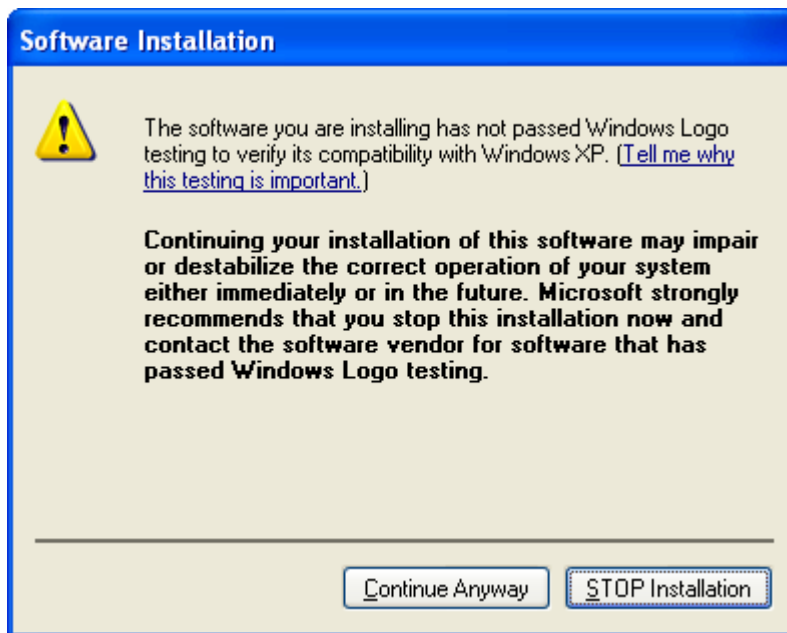 Software Installation
The software you are installing has not passed Windows Logo
testing to verify its compatibility with Windows XP. (Tell me why
this testing is important.)
Continuing your installation of this software may impair
or destabilize the correct operation of your system
either immediately or in the future. Microsoft strongly
recommends that you stop this installation now and
contact the software vendor for software that has
passed Windows Logo testing.
Continue Anyway
STOP Installation